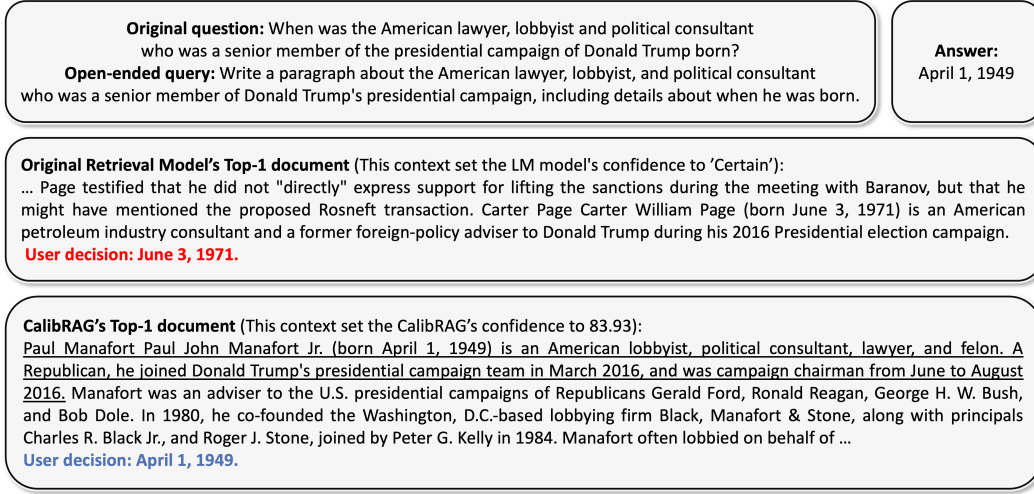 Original question: When was the American lawyer, lobbyist and political consultant
who was a senior member of the presidential campaign of Donald Trump born?
Open-ended query: Write a paragraph about the American lawyer, lobbyist, and political consultant
who was a senior member of Donald Trump's presidential campaign, including details about when he was born.
Answer:
April 1, 1949
Original Retrieval Model's Top-1 document (This context set the LM model's confidence to 'Certain'):
... Page testified that he did not "directly" express support for lifting the sanctions during the meeting with Baranov, but that he
might have mentioned the proposed Rosneft transaction. Carter Page Carter William Page (born June 3, 1971) is an American
petroleum industry consultant and a former foreign-policy adviser to Donald Trump during his 2016 Presidential election campaign.
User decision: June 3, 1971.
CalibRAG's Top-1 document (This context set the CalibRAG's confidence to 83.93):
Paul Manafort Paul John Manafort Jr. (born April 1, 1949) is an American lobbyist, political consultant, lawyer, and felon. A
Republican, he joined Donald Trump's presidential campaign team in March 2016, and was campaign chairman from June to August
2016. Manafort was an adviser to the U.S. presidential campaigns of Republicans Gerald Ford, Ronald Reagan, George H. W. Bush,
and Bob Dole. In 1980, he co-founded the Washington, D.C.-based lobbying firm Black, Manafort & Stone, along with principals
Charles R. Black Jr., and Roger J. Stone, joined by Peter G. Kelly in 1984. Manafort often lobbied on behalf of ...
User decision: April 1, 1949.